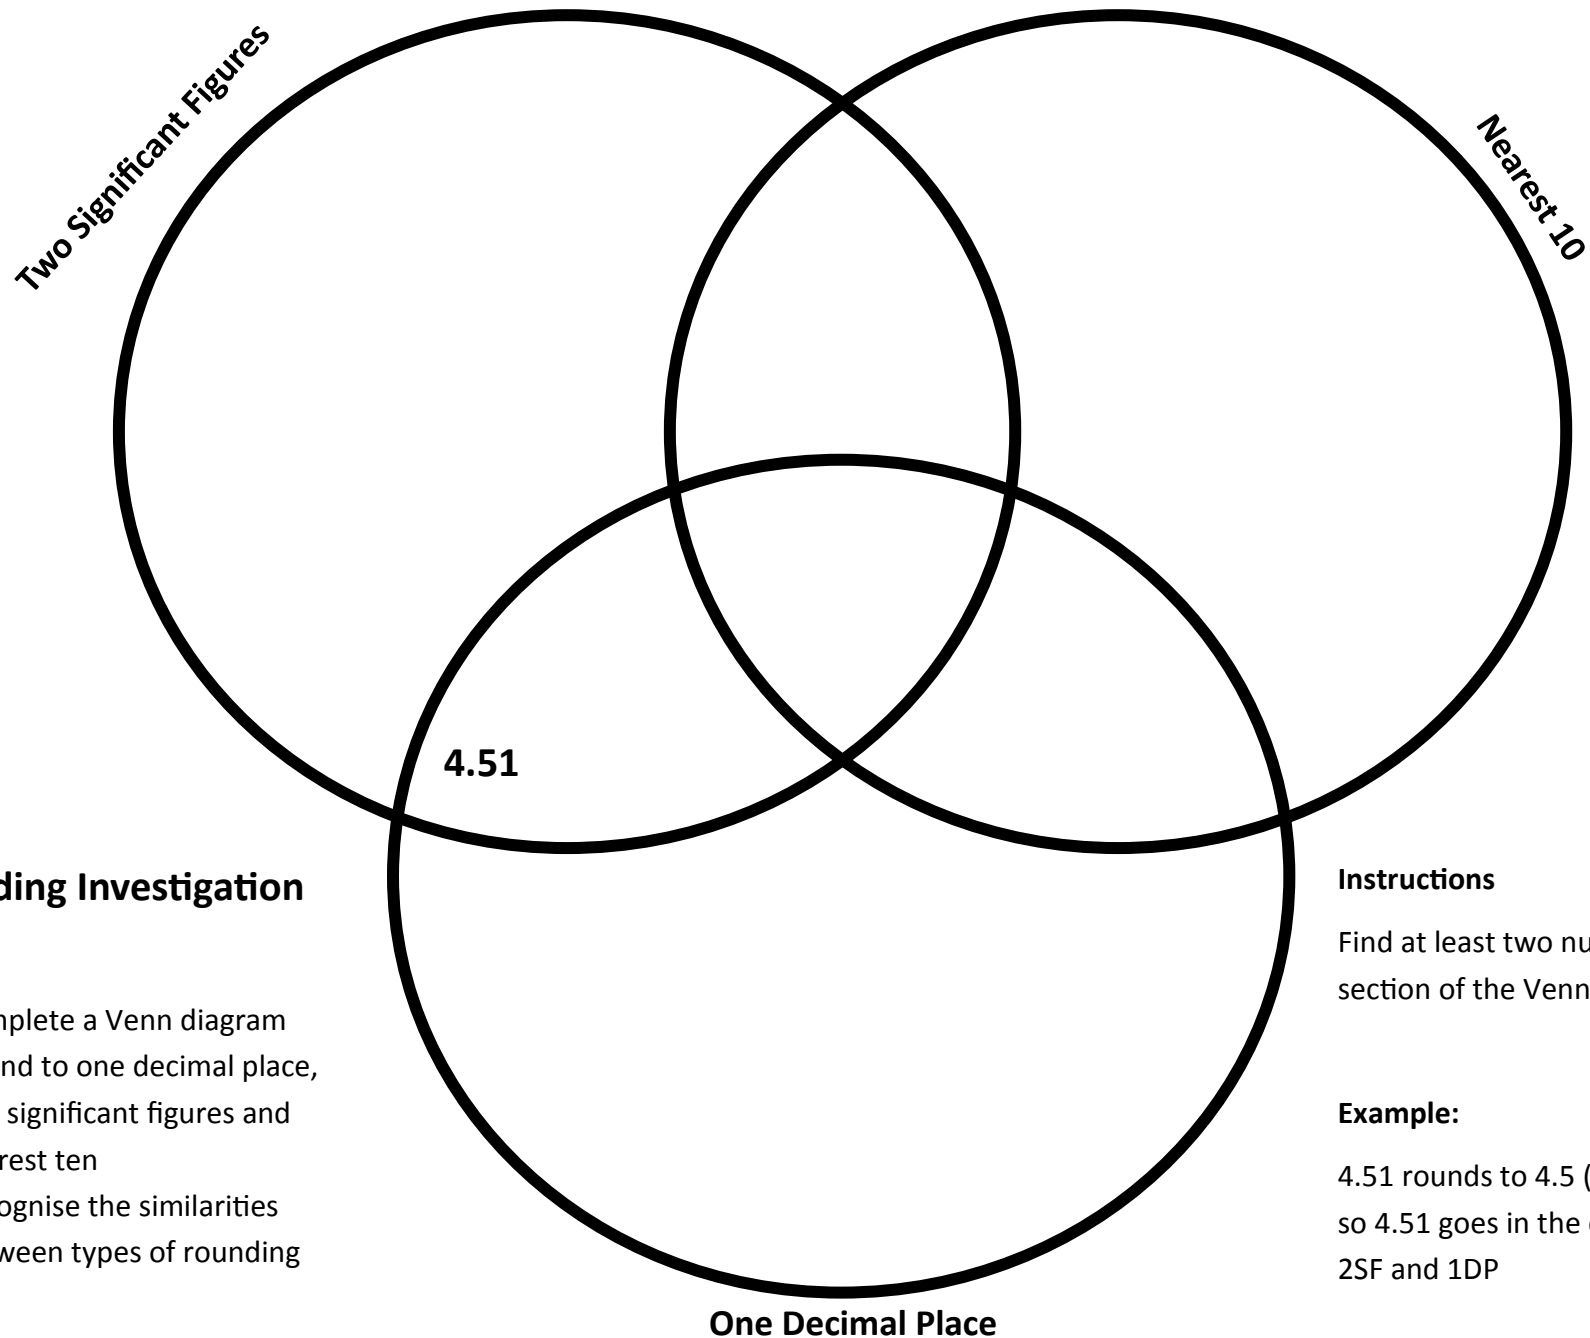 Two Significant Figures
Nearest 10
4.51
ding Investigation
nplete a Venn diagram
nd to one decimal place,
significant figures and
rest ten
ognise the similarities
ween types of rounding
Instructions
Find at least two nu
section of the Venn
Example:
4.51 rounds to 4.5 (
so 4.51 goes in the
2SF and 1DP
One Decimal Place